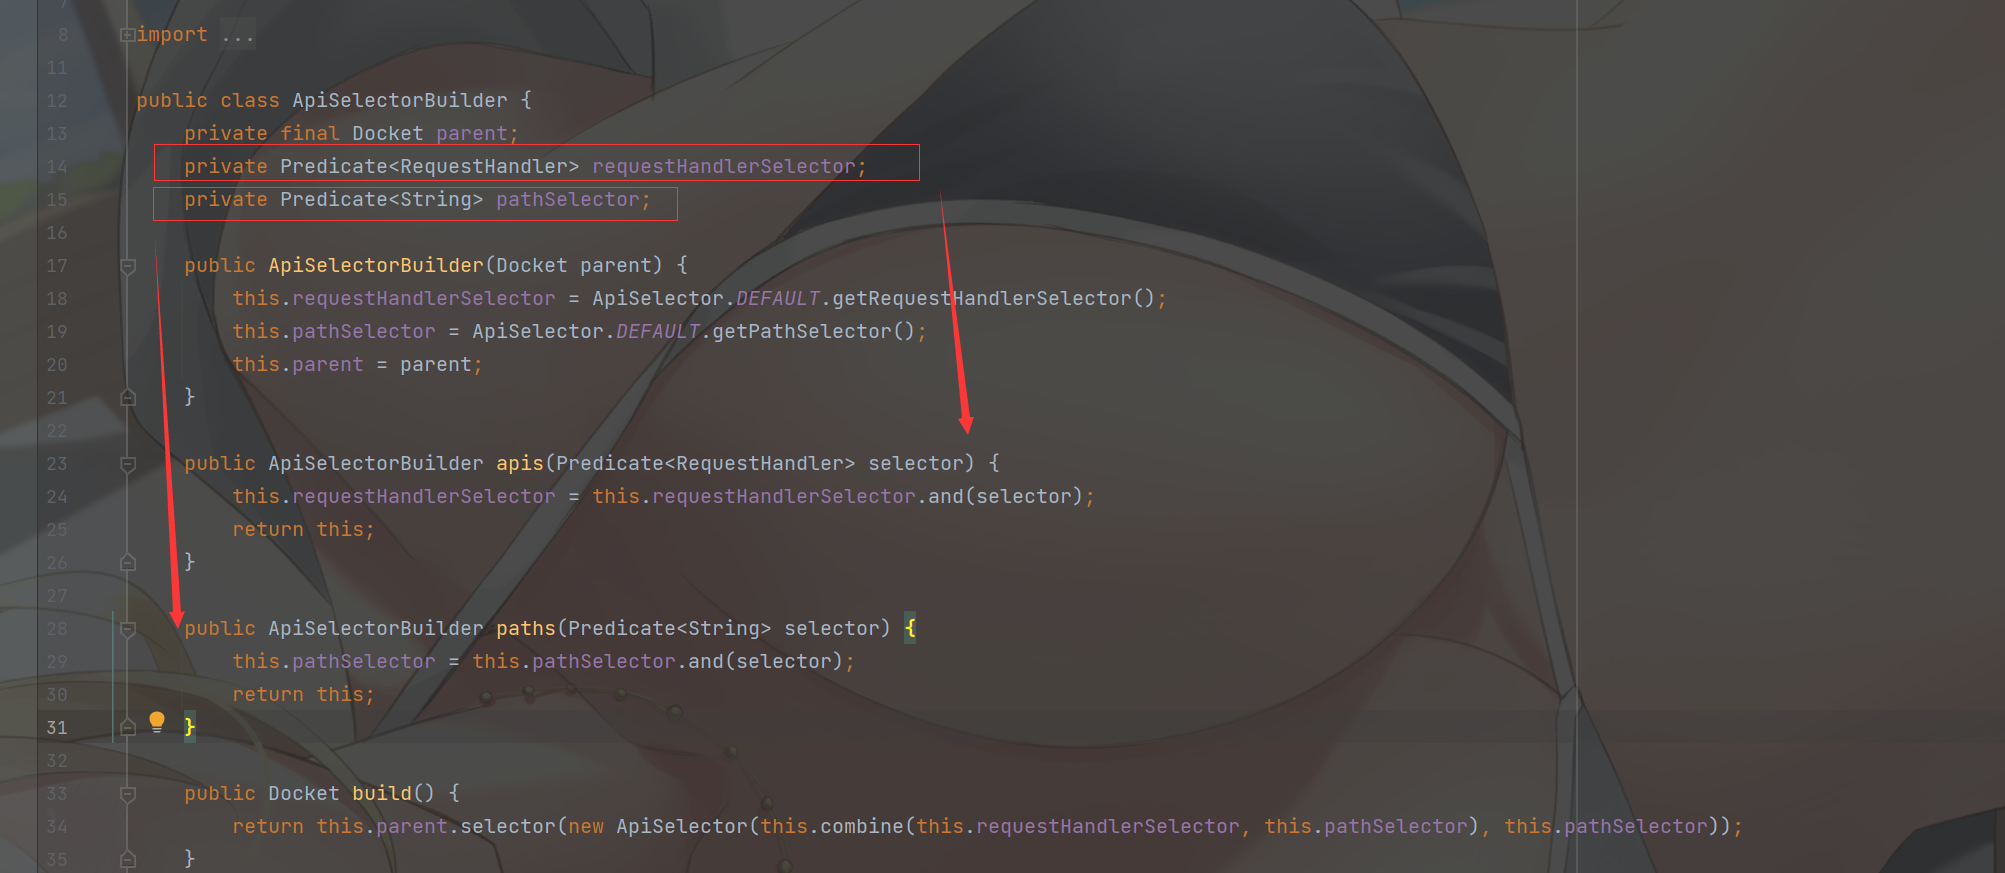 7
8 import ...
11
12 public class ApiSelectorBuilder {
13 private final Docket parent;
14 private Predicate<RequestHandler> requestHandlerSelector;
15 private Predicate<String> pathSelector;
16
17 public ApiSelectorBuilder(Docket parent) {
18 this.requestHandlerSelector = ApiSelector.DEFAULT.getRequestHandlerSelector();
19 this.pathSelector = ApiSelector.DEFAULT.getPathSelector();
20 this.parent = parent;
21 }
22
23 public ApiSelectorBuilder apis(Predicate<RequestHandler> selector) {
24 this.requestHandlerSelector = this.requestHandlerSelector.and(selector);
25 return this;
26 }
27
28 public ApiSelectorBuilder paths(Predicate<String> selector) {
29 this.pathSelector = this.pathSelector.and(selector);
30 return this;
31 }
32
33 public Docket build() {
34 return this.parent.selector(new ApiSelector(this.combine(this.requestHandlerSelector, this.pathSelector), this.pathSelector));
35 }